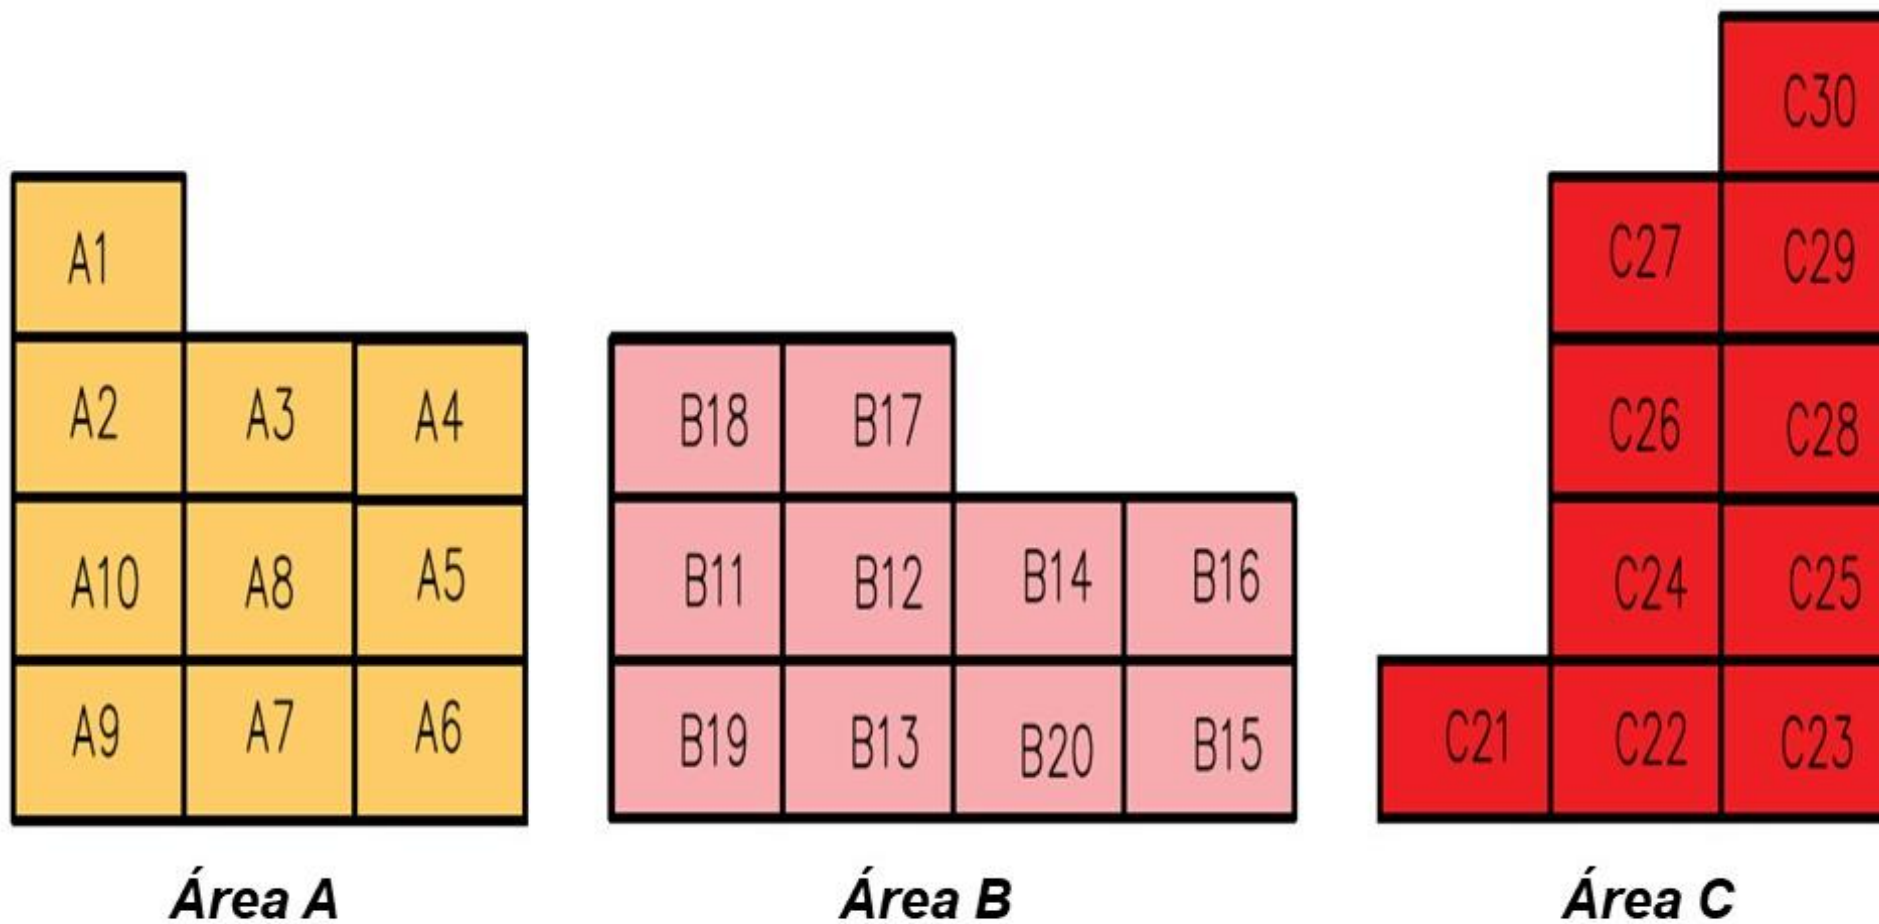 A1
A2 A3 A4
A10 A8 A5
A9 A7 A6
Área A
B18 B17
B11 B12 B14 B16
B19 B13 B20 B15
Área B
C30
C27 C29
C26 C28
C24 C25
C21 C22 C23
Área C